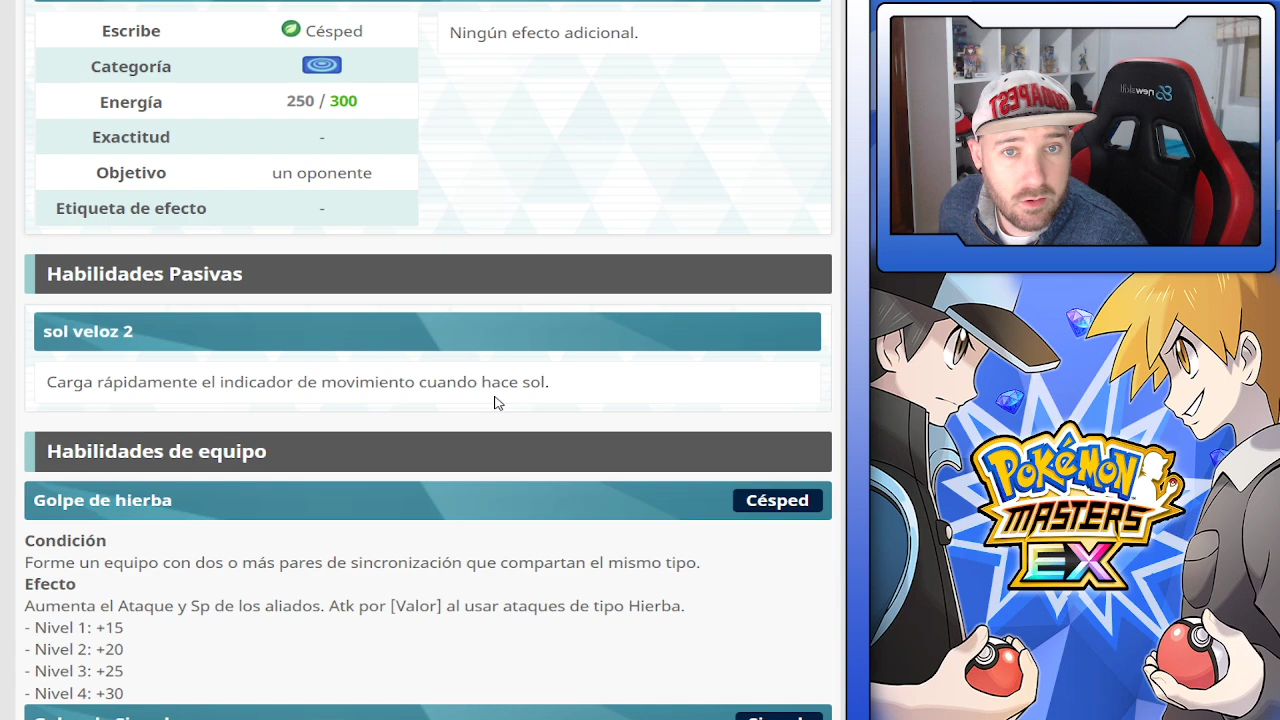 Escribe Césped
Categoría
Energía 250 / 300
Exactitud -
Objetivo un oponente
Etiqueta de efecto -
Ningún efecto adicional.
Habilidades Pasivas
sol veloz 2
Carga rápidamente el indicador de movimiento cuando hace sol.
Habilidades de equipo
Golpe de hierba Césped
Condición
Forme un equipo con dos o más pares de sincronización que compartan el mismo tipo.
Efecto
Aumenta el Ataque y Sp de los aliados. Atk por [Valor] al usar ataques de tipo Hierba.
- Nivel 1: +15
- Nivel 2: +20
- Nivel 3: +25
- Nivel 4: +30
BUDAPEST
newskill
POKéMON
MASTERS
EX